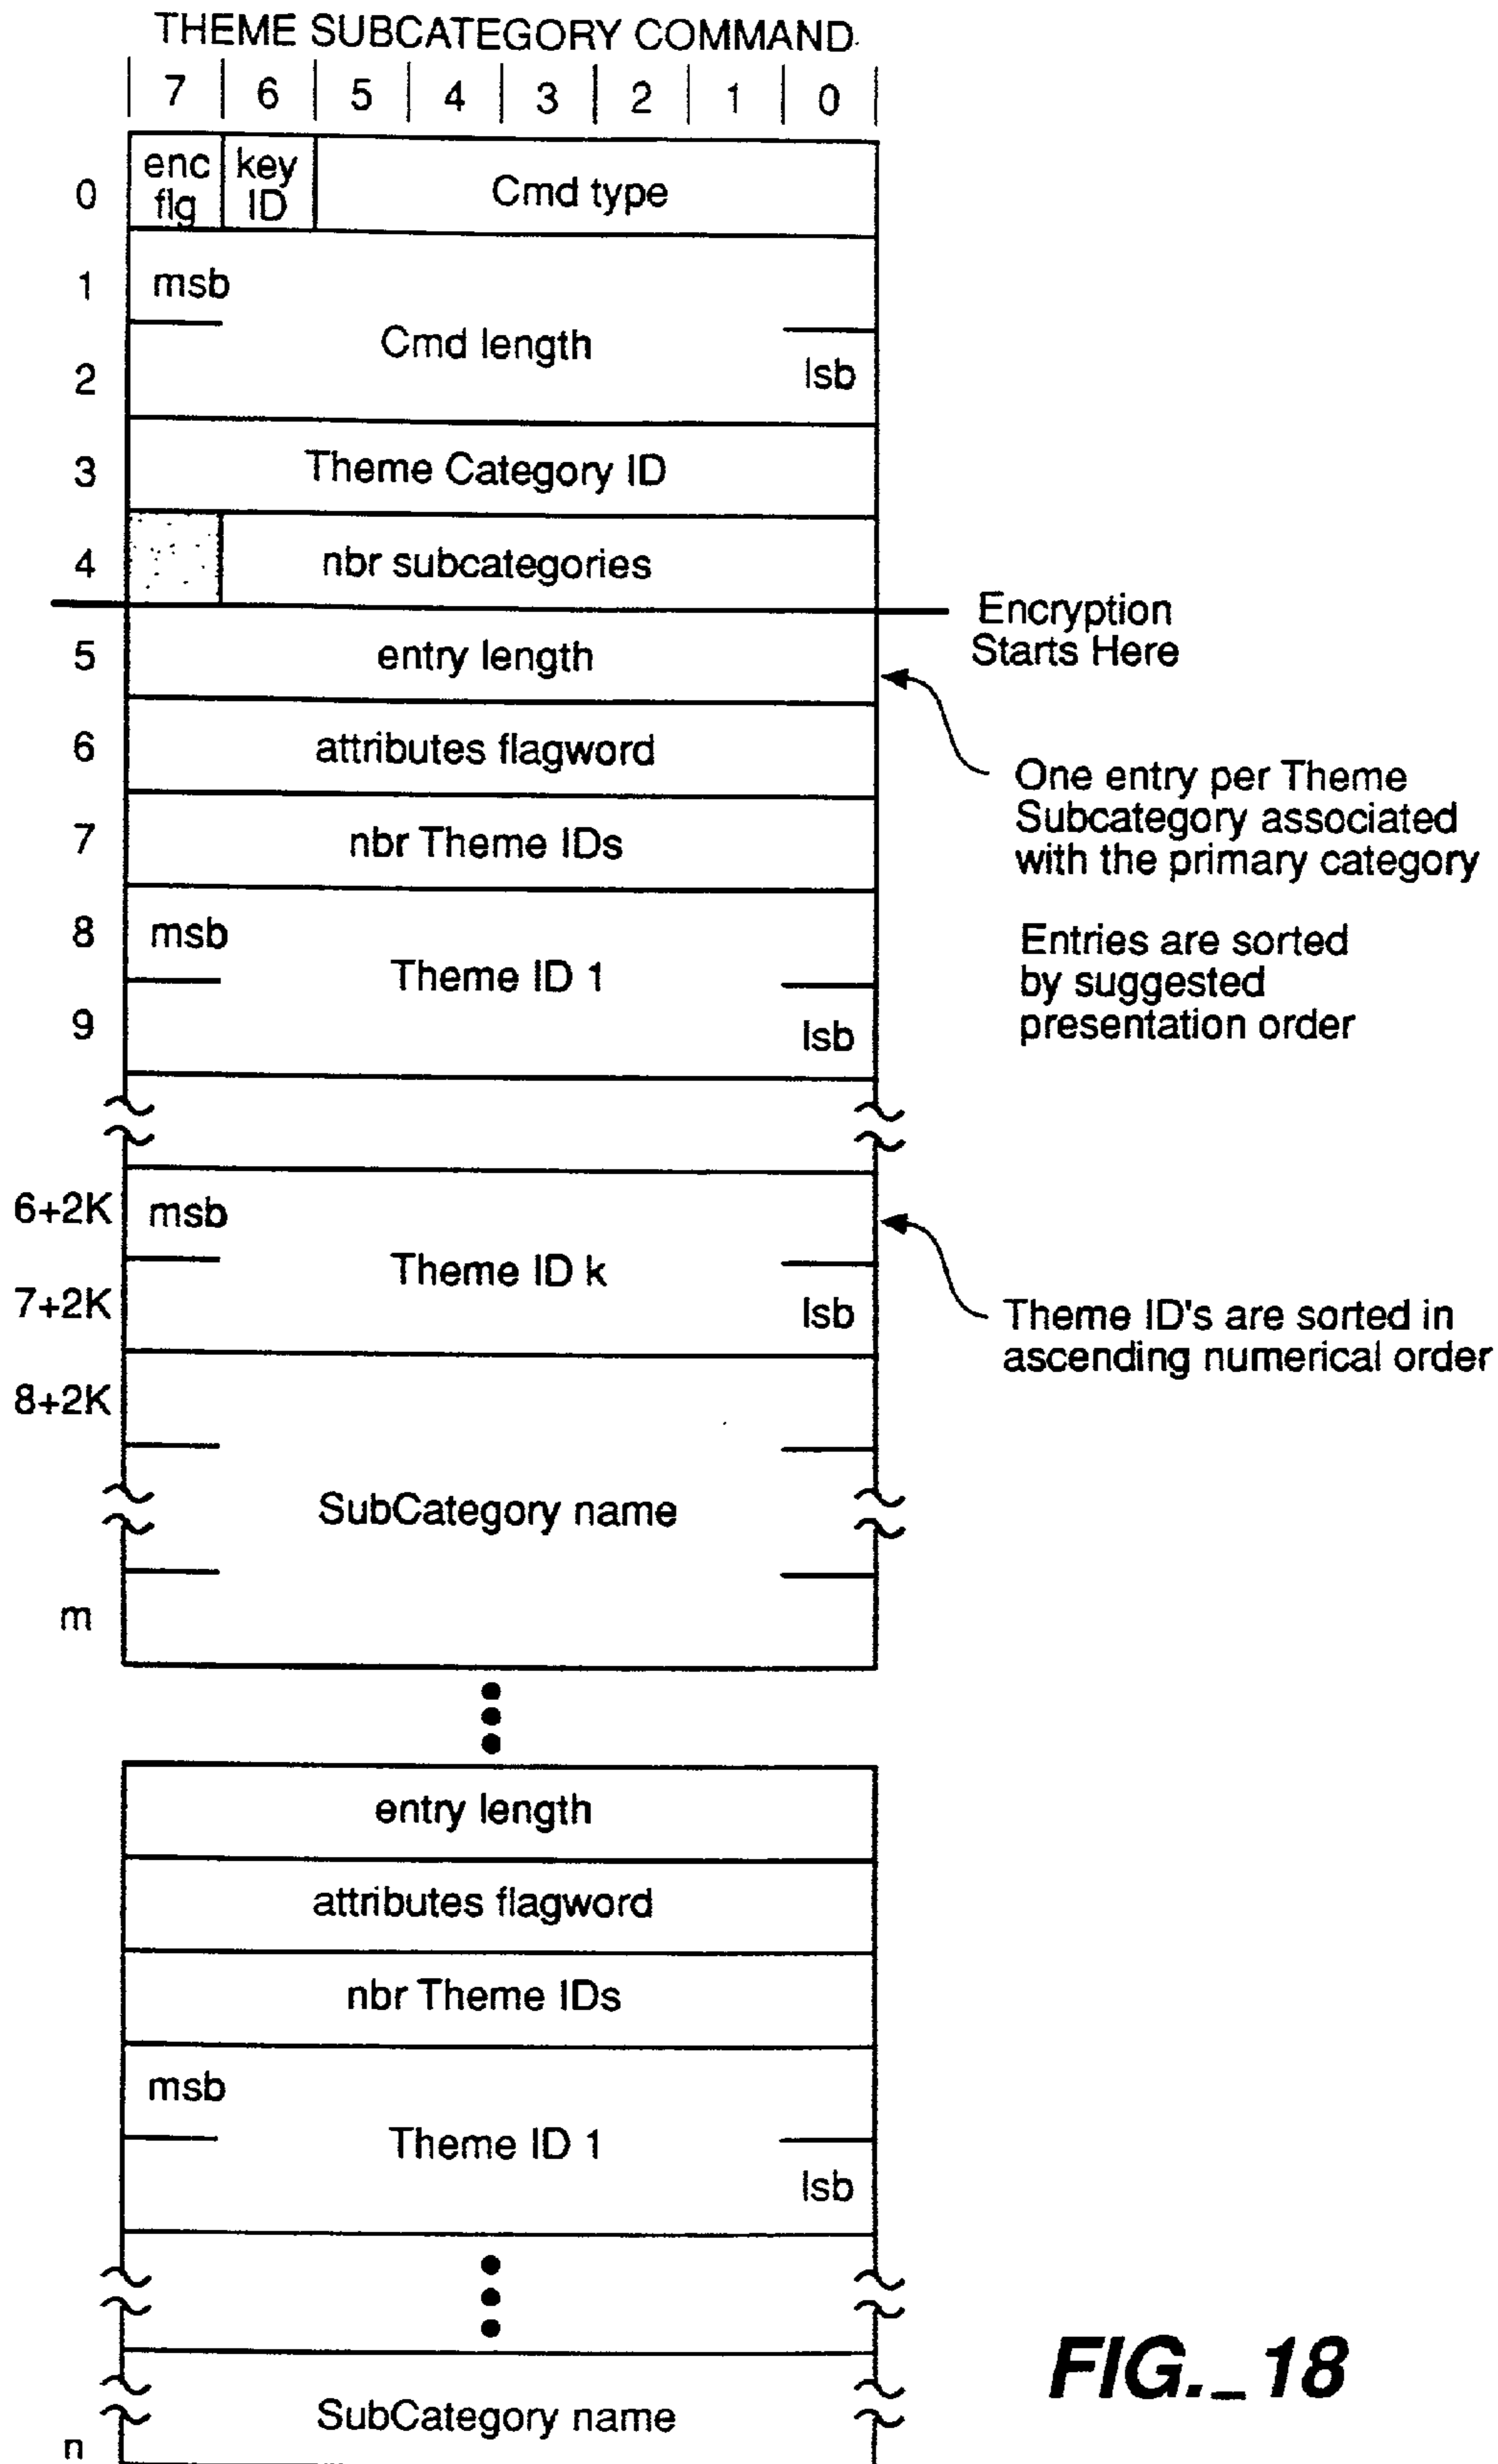 THEME SUBCATEGORY COMMAND
7 6 5 4 3 2 1 0
0
enc flg
key ID
Cmd type
1
msb
Cmd length
2
lsb
3
Theme Category ID
4
nbr subcategories
Encryption
Starts Here
5
entry length
6
attributes flagword
One entry per Theme
Subcategory associated
with the primary category
7
nbr Theme IDs
8
msb
Entries are sorted
by suggested
presentation order
Theme ID 1
9
lsb
6+2K
msb
Theme ID k
7+2K
lsb
Theme ID's are sorted in
ascending numerical order
8+2K
SubCategory name
m
entry length
attributes flagword
nbr Theme IDs
msb
Theme ID 1
lsb
SubCategory name
n
FIG._18